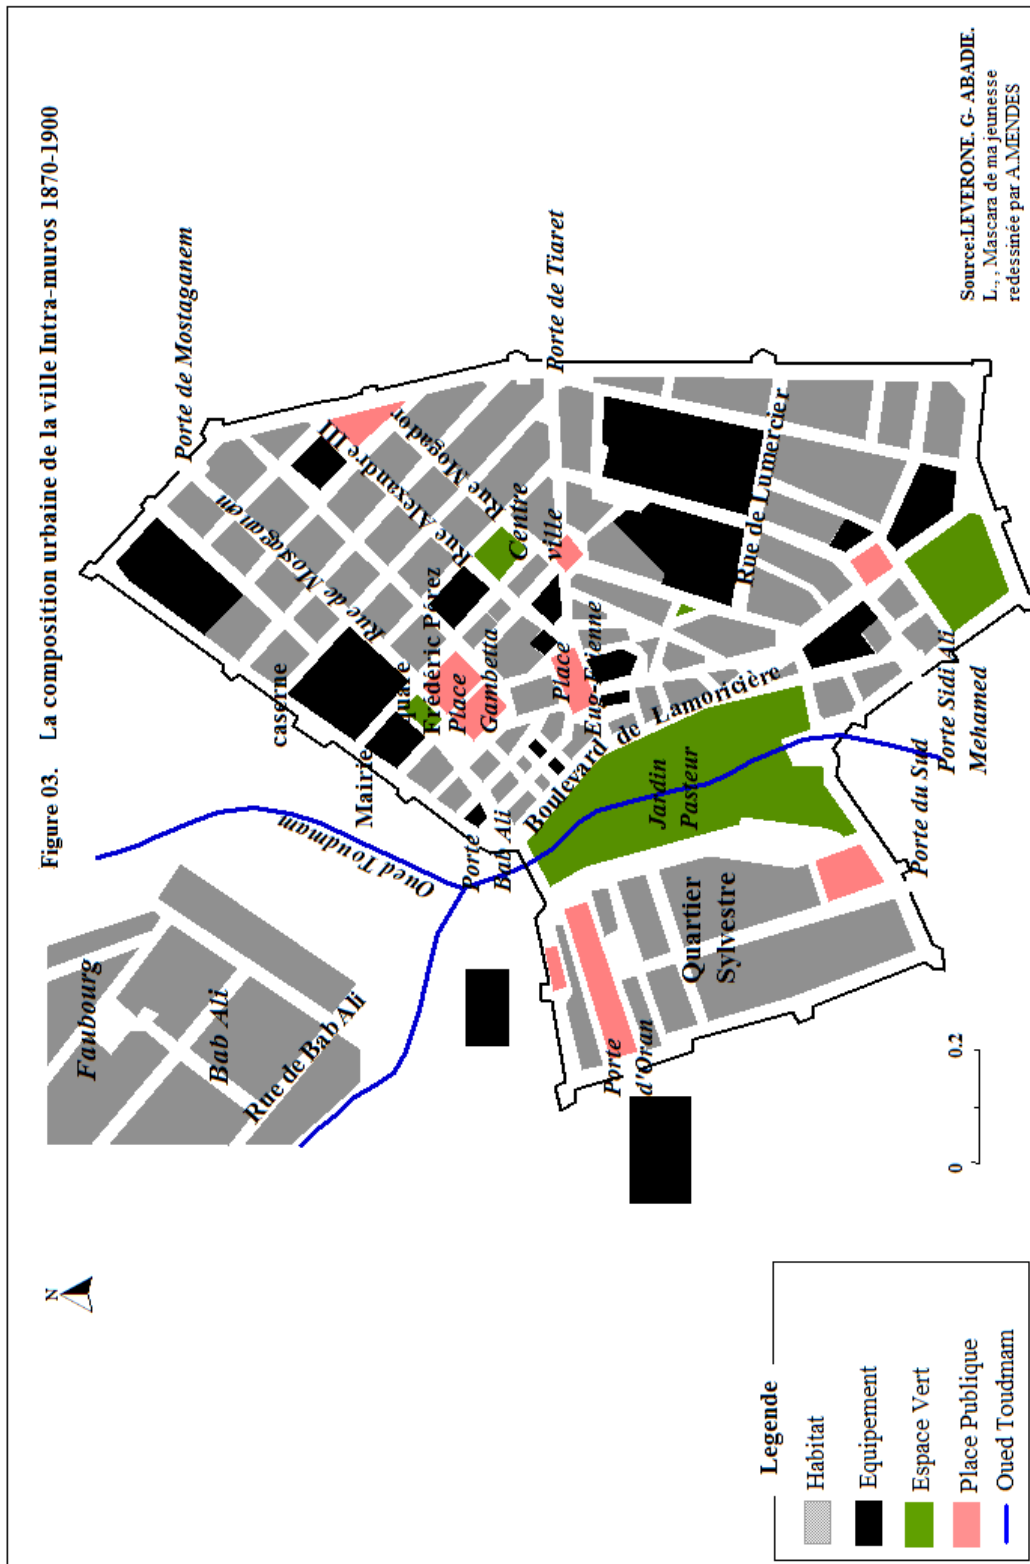 Figure 03. La composition urbaine de la ville Intra-muros 1870-1900
N
Faubourg
Bab Ali
Rue de Bab Ali
Oued Toudmam
Porte de Mostaganem
Porte de Tiaret
caserne
Mairie
quare
Frédéric Pérez
Place
Gambetta
Rue de Mostaganem
Rue Alexandre III
Rue Mogador
Centre
ville
Place
Eug-Etienne
Porte
Bab Ali
Boulevard de Lamoricière
Rue de Lumercier
Jardin
Pasteur
Quartier
Sylvestre
Porte
d'Oran
Porte du Sud
Porte Sidi Ali
Mehamed
0 0.2
Source:LEVERONE. G- ABADIE.
L., , Mascara de ma jeunesse
redessinée par A.MENDES
Legende
Habitat
Equipement
Espace Vert
Place Publique
Oued Toudmam